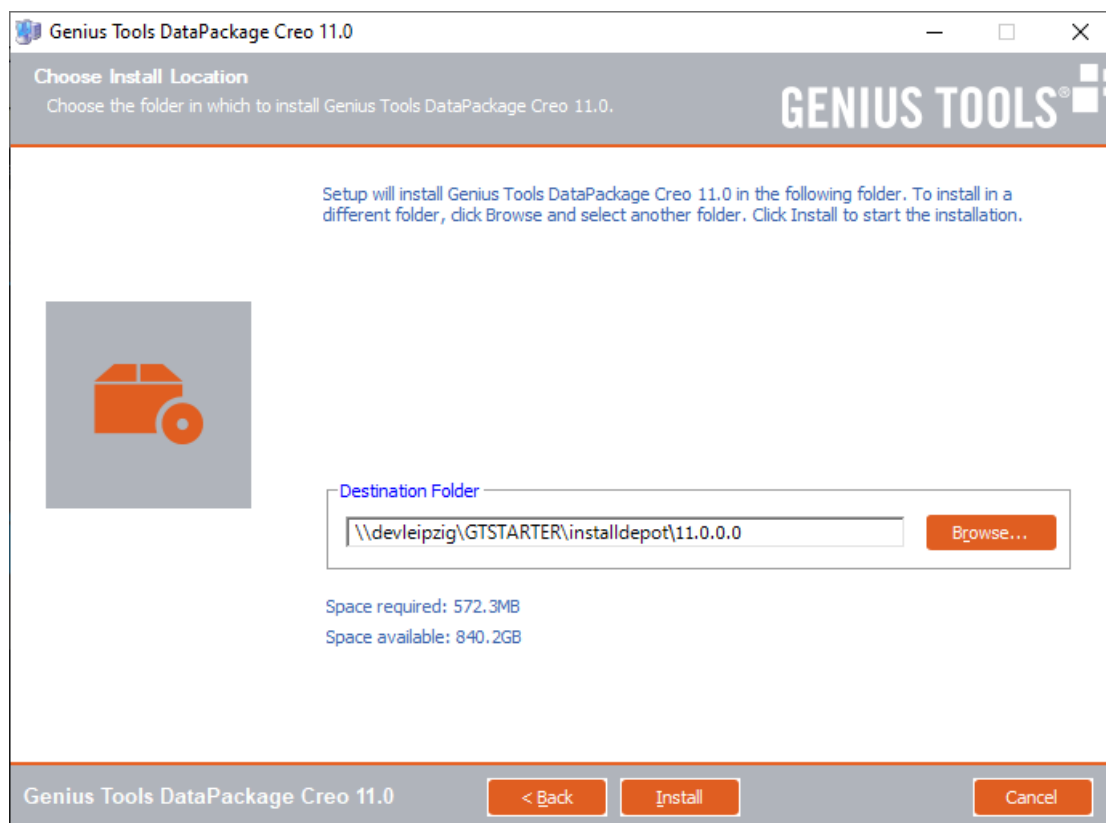 Genius Tools DataPackage Creo 11.0
Choose Install Location
Choose the folder in which to install Genius Tools DataPackage Creo 11.0.
GENIUS TOOLS®
Setup will install Genius Tools DataPackage Creo 11.0 in the following folder. To install in a
different folder, click Browse and select another folder. Click Install to start the installation.
Destination Folder
\\devleipzig\GTSTARTER\installdepot\11.0.0.0
Browse...
Space required: 572.3MB
Space available: 840.2GB
Genius Tools DataPackage Creo 11.0
< Back
Install
Cancel